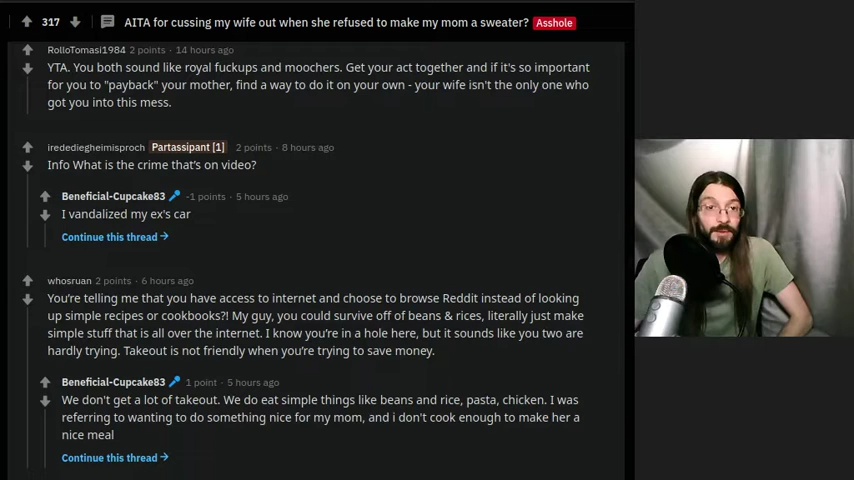 317 AITA for cussing my wife out when she refused to make my mom a sweater? Asshole
RolloTomasi1984 2 points · 14 hours ago
YTA. You both sound like royal fuckups and moochers. Get your act together and if it's so important
for you to "payback" your mother, find a way to do it on your own - your wife isn't the only one who
got you into this mess.
irededиegheimisproch Partassipant [1] 2 points · 8 hours ago
Info What is the crime that's on video?
Beneficial-Cupcake83 -1 points · 5 hours ago
I vandalized my ex's car
Continue this thread
whosruan 2 points · 6 hours ago
You're telling me that you have access to internet and choose to browse Reddit instead of looking
up simple recipes or cookbooks?! My guy, you could survive off of beans & rices, literally just make
simple stuff that is all over the internet. I know you're in a hole here, but it sounds like you two are
hardly trying. Takeout is not friendly when you're trying to save money.
Beneficial-Cupcake83 1 point · 5 hours ago
We don't get a lot of takeout. We do eat simple things like beans and rice, pasta, chicken. I was
referring to wanting to do something nice for my mom, and i don't cook enough to make her a
nice meal
Continue this thread